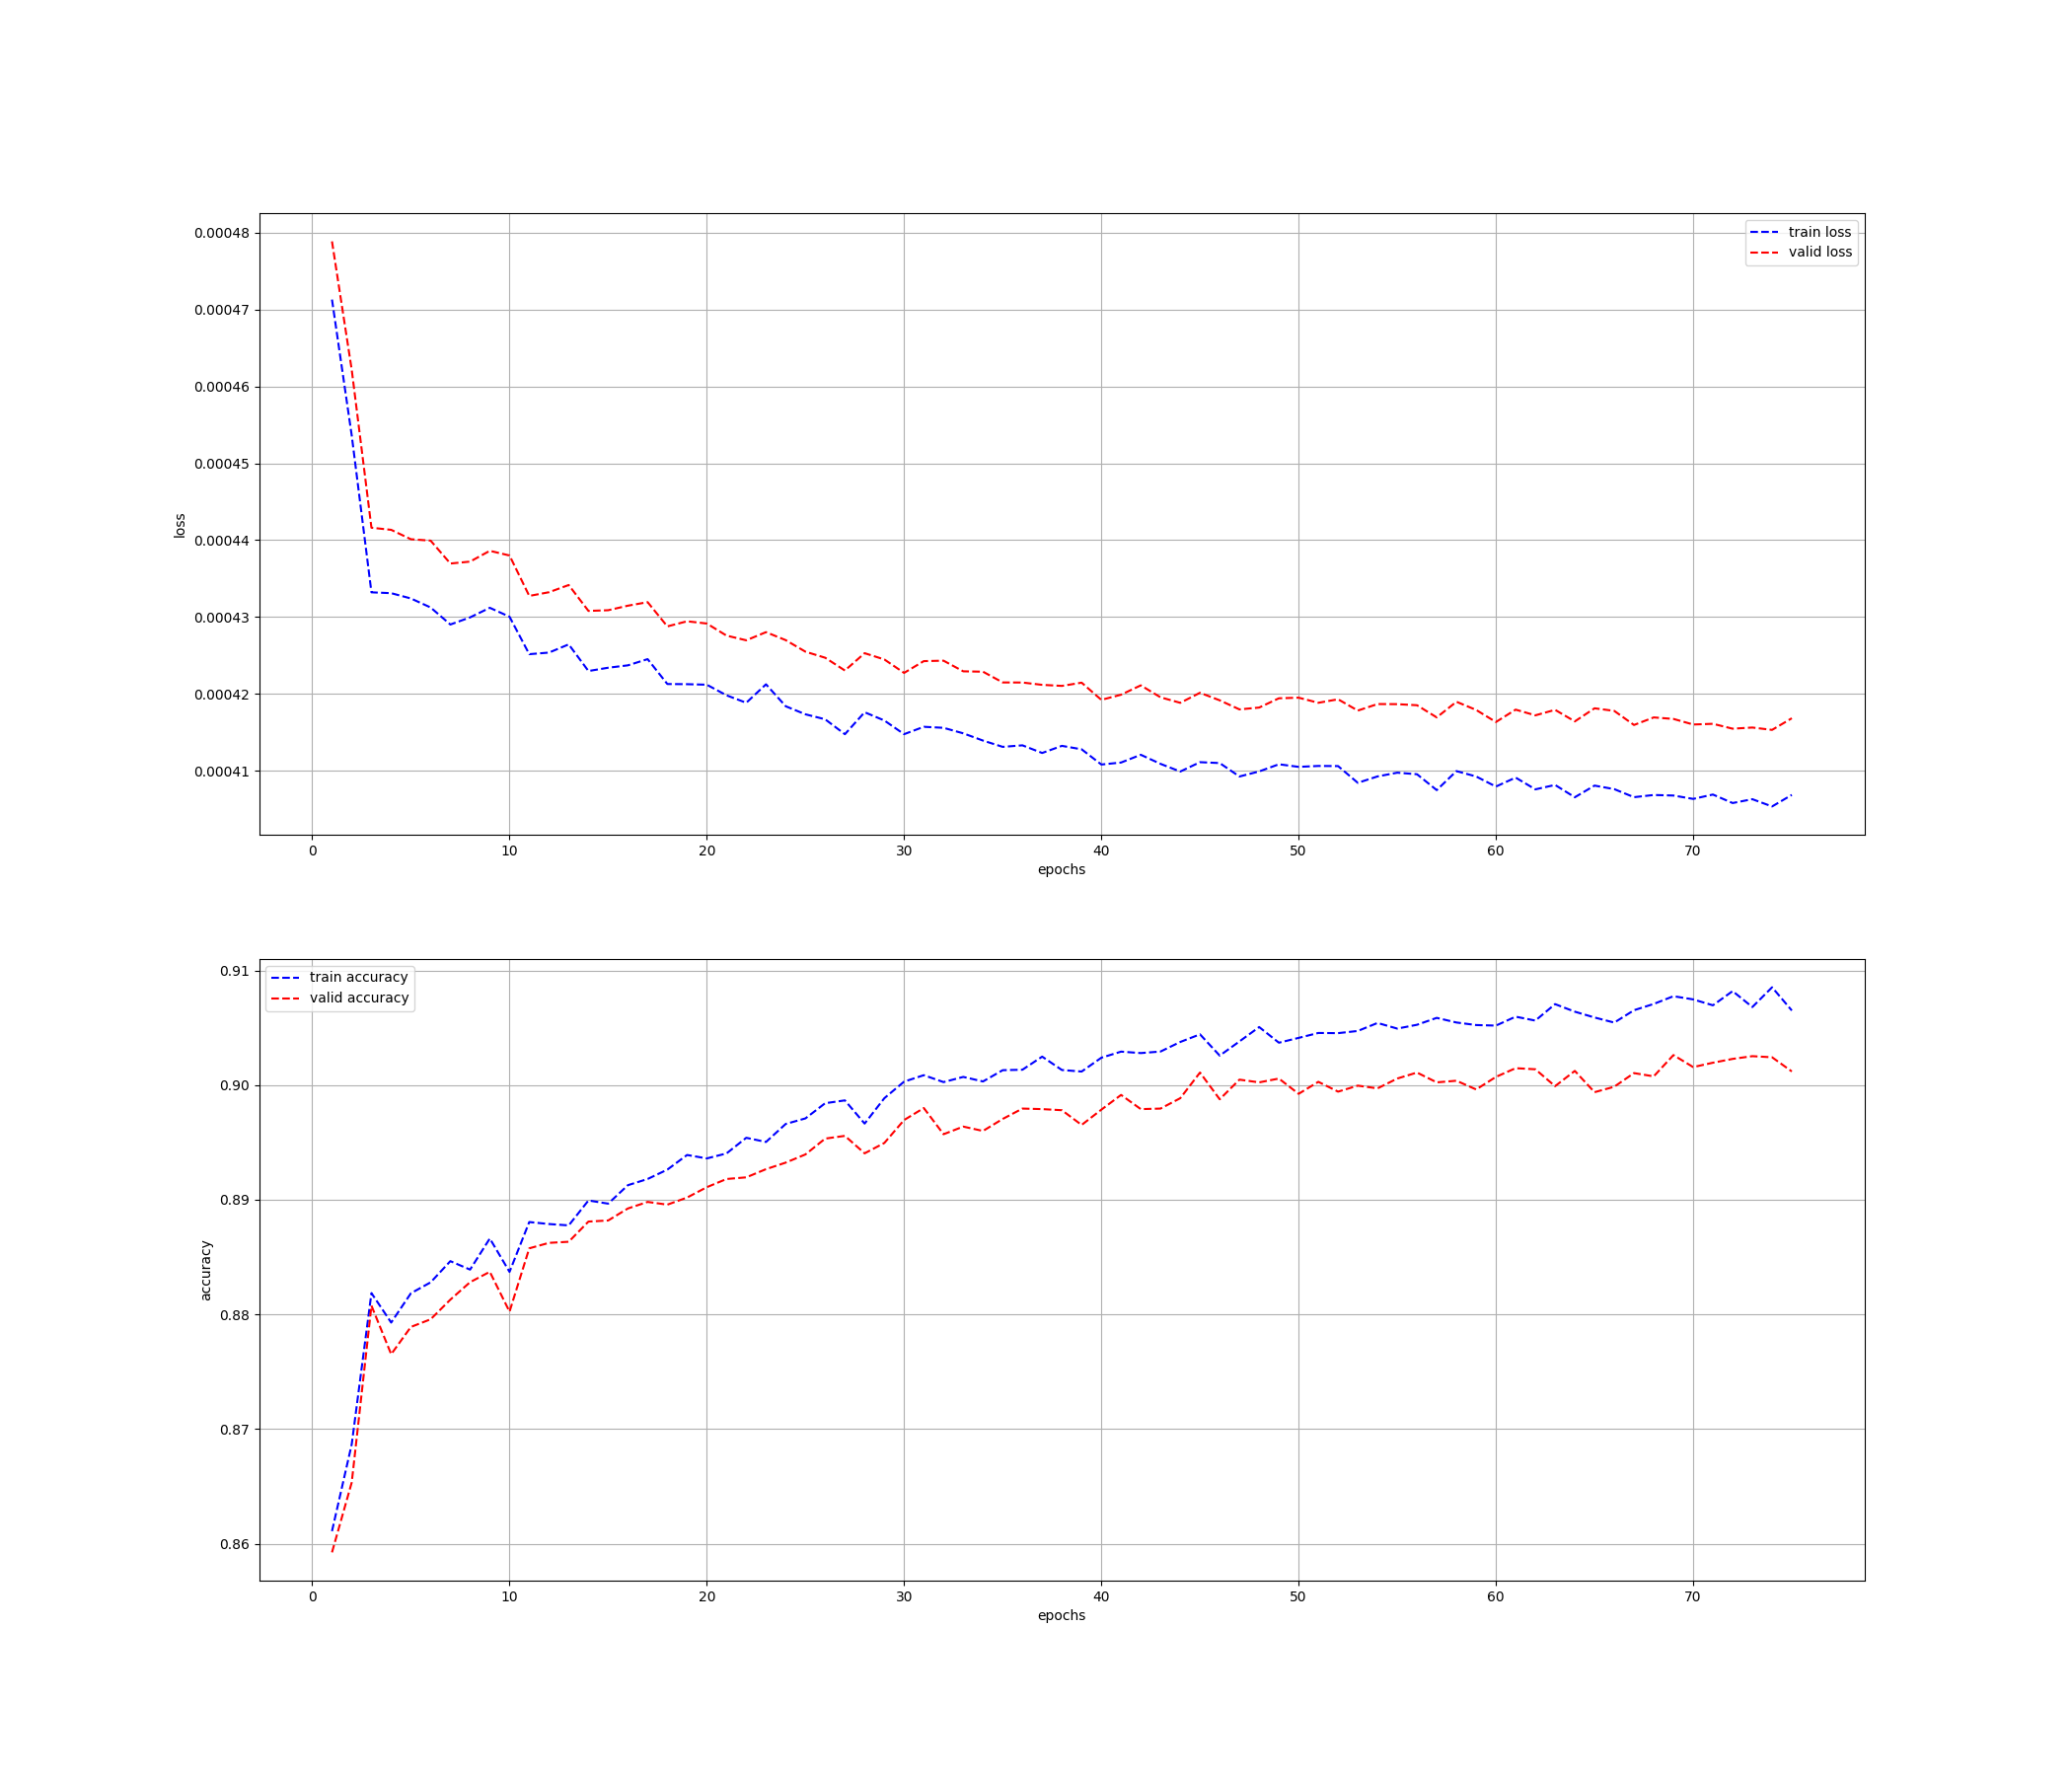 0.00048
0.00047
0.00046
0.00045
0.00044
0.00043
0.00042
0.00041
loss
train loss
valid loss
0 10 20 30 40 50 60 70
epochs
0.91
0.90
0.89
0.88
0.87
0.86
accuracy
train accuracy
valid accuracy
0 10 20 30 40 50 60 70
epochs